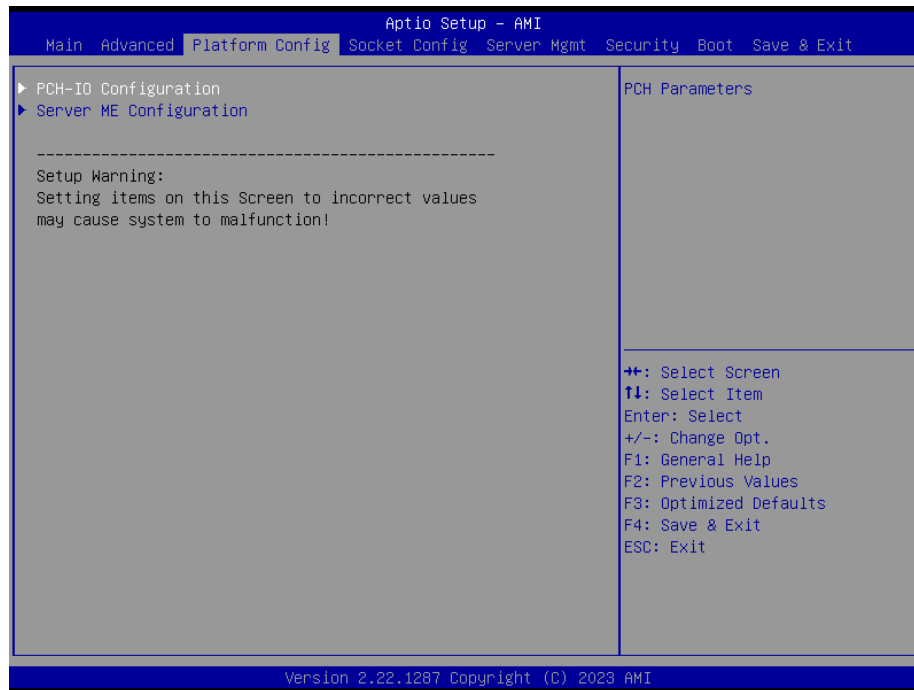 Aptio Setup – AMI
Main Advanced Platform Config Socket Config Server Mgmt Security Boot Save & Exit
▶ PCH-IO Configuration
▶ Server ME Configuration
--------------------------------------------------
Setup Warning:
Setting items on this Screen to incorrect values
may cause system to malfunction!
PCH Parameters
→←: Select Screen
↑↓: Select Item
Enter: Select
+/-: Change Opt.
F1: General Help
F2: Previous Values
F3: Optimized Defaults
F4: Save & Exit
ESC: Exit
Version 2.22.1287 Copyright (C) 2023 AMI